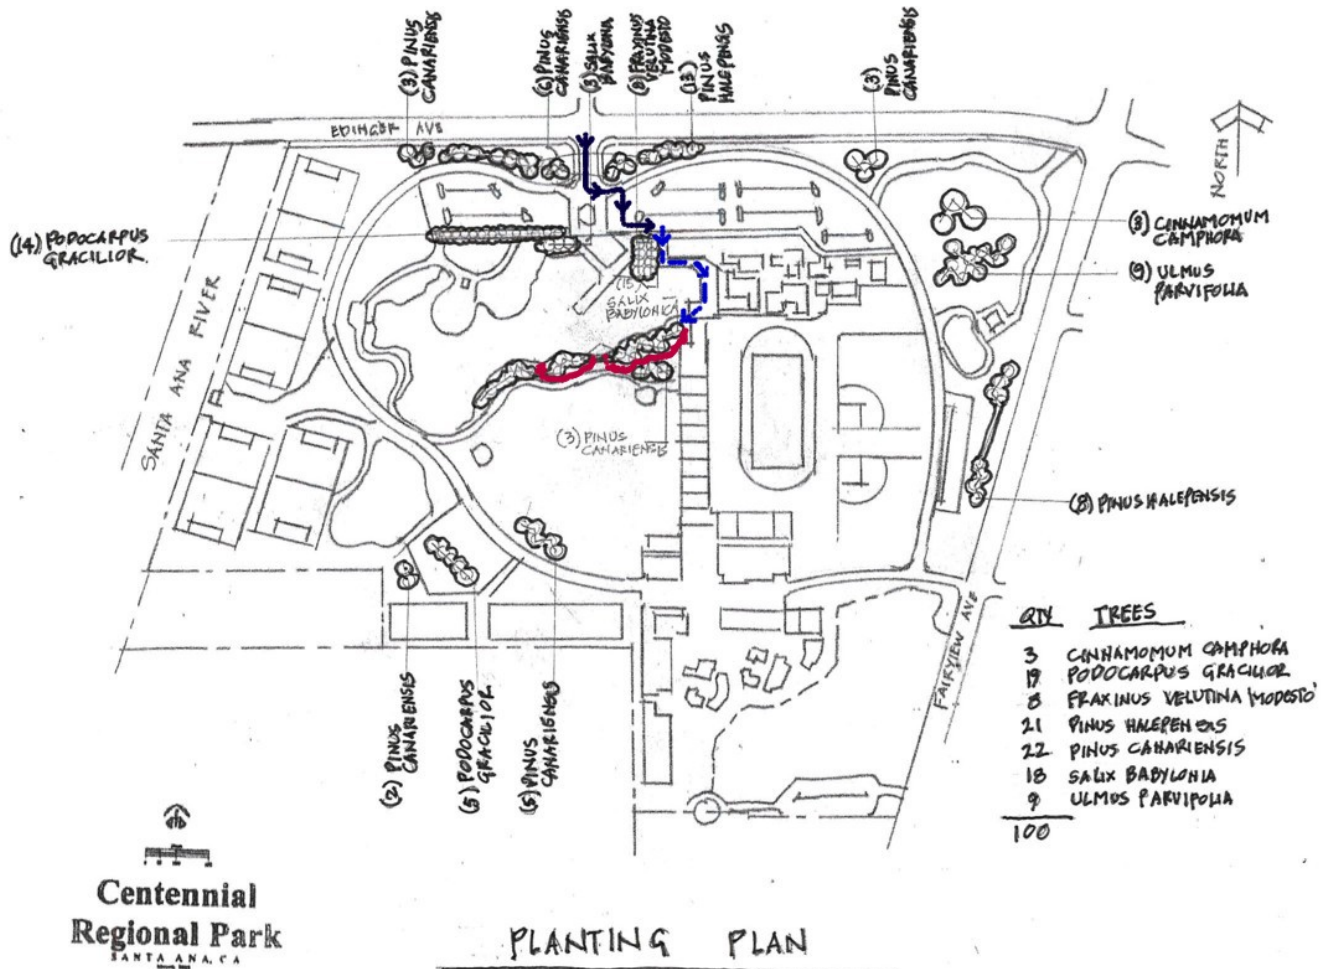 (3) PINUS
CANARIENSIS
(6) PINUS
CANARIENSIS
(3) SALIX
BABYLONIA
(8) FRAXINUS
VELUTINA
MODESTO
(13) PINUS
HALEPENSIS
(3) PINUS
CANARIENSIS
EDINGER AVE
NORTH
(14) PODOCARPUS
GRACILIOR
(3) CINNAMOMUM
CAMPHORA
(9) ULMUS
PARVIFOLIA
(15)
SALIX
BABYLONICA
SANTA ANA RIVER
(3) PINUS
CANARIENSIS
(8) PINUS HALEPENSIS
FAIRVIEW AVE
(2) PINUS
CANARIENSIS
(5) PODOCARPUS
GRACILIOR
(5) PINUS
CANARIENSIS
QTY TREES
3 CINNAMOMUM CAMPHORA
19 PODOCARPUS GRACILIOR
8 FRAXINUS VELUTINA 'MODESTO'
21 PINUS HALEPENSIS
22 PINUS CANARIENSIS
18 SALIX BABYLONIA
9 ULMUS PARVIFOLIA
100
Centennial
Regional Park
SANTA ANA, CA
PLANTING PLAN